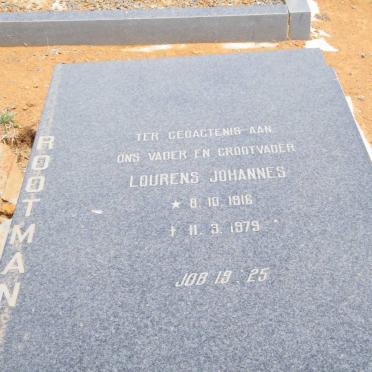 ROOTMAN
TER GEDAGTENIS AAN
ONS VADER EN GROOTVADER
LOURENS JOHANNES
★ 8.10.1916
† 11.3.1979
JOB 19:25